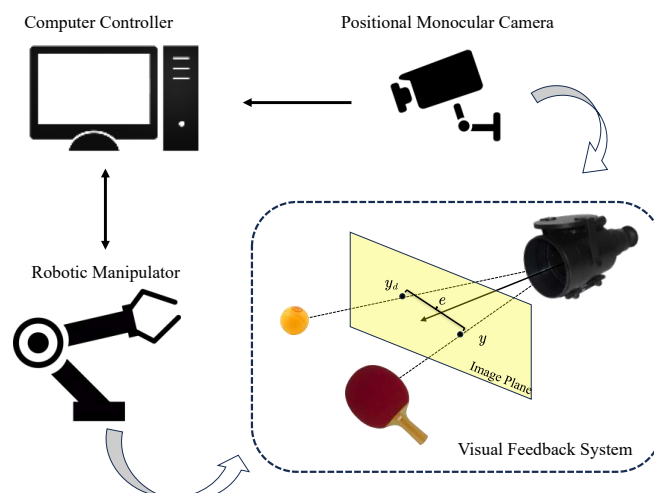 Computer Controller
Positional Monocular Camera
Robotic Manipulator
y_d
e
y
Image Plane
Visual Feedback System